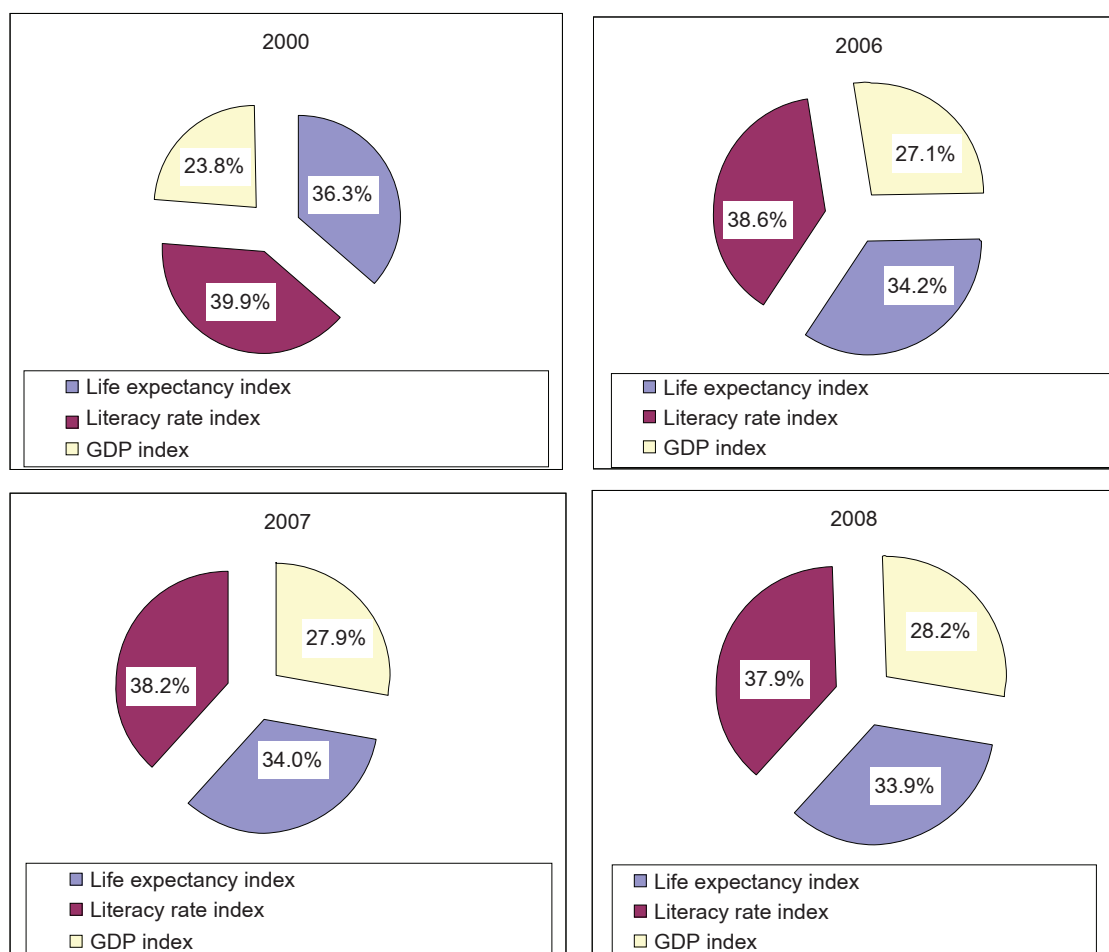 2000
23.8%
36.3%
39.9%
Life expectancy index
Literacy rate index
GDP index
2006
27.1%
38.6%
34.2%
Life expectancy index
Literacy rate index
GDP index
2007
27.9%
38.2%
34.0%
Life expectancy index
Literacy rate index
GDP index
2008
28.2%
37.9%
33.9%
Life expectancy index
Literacy rate index
GDP index